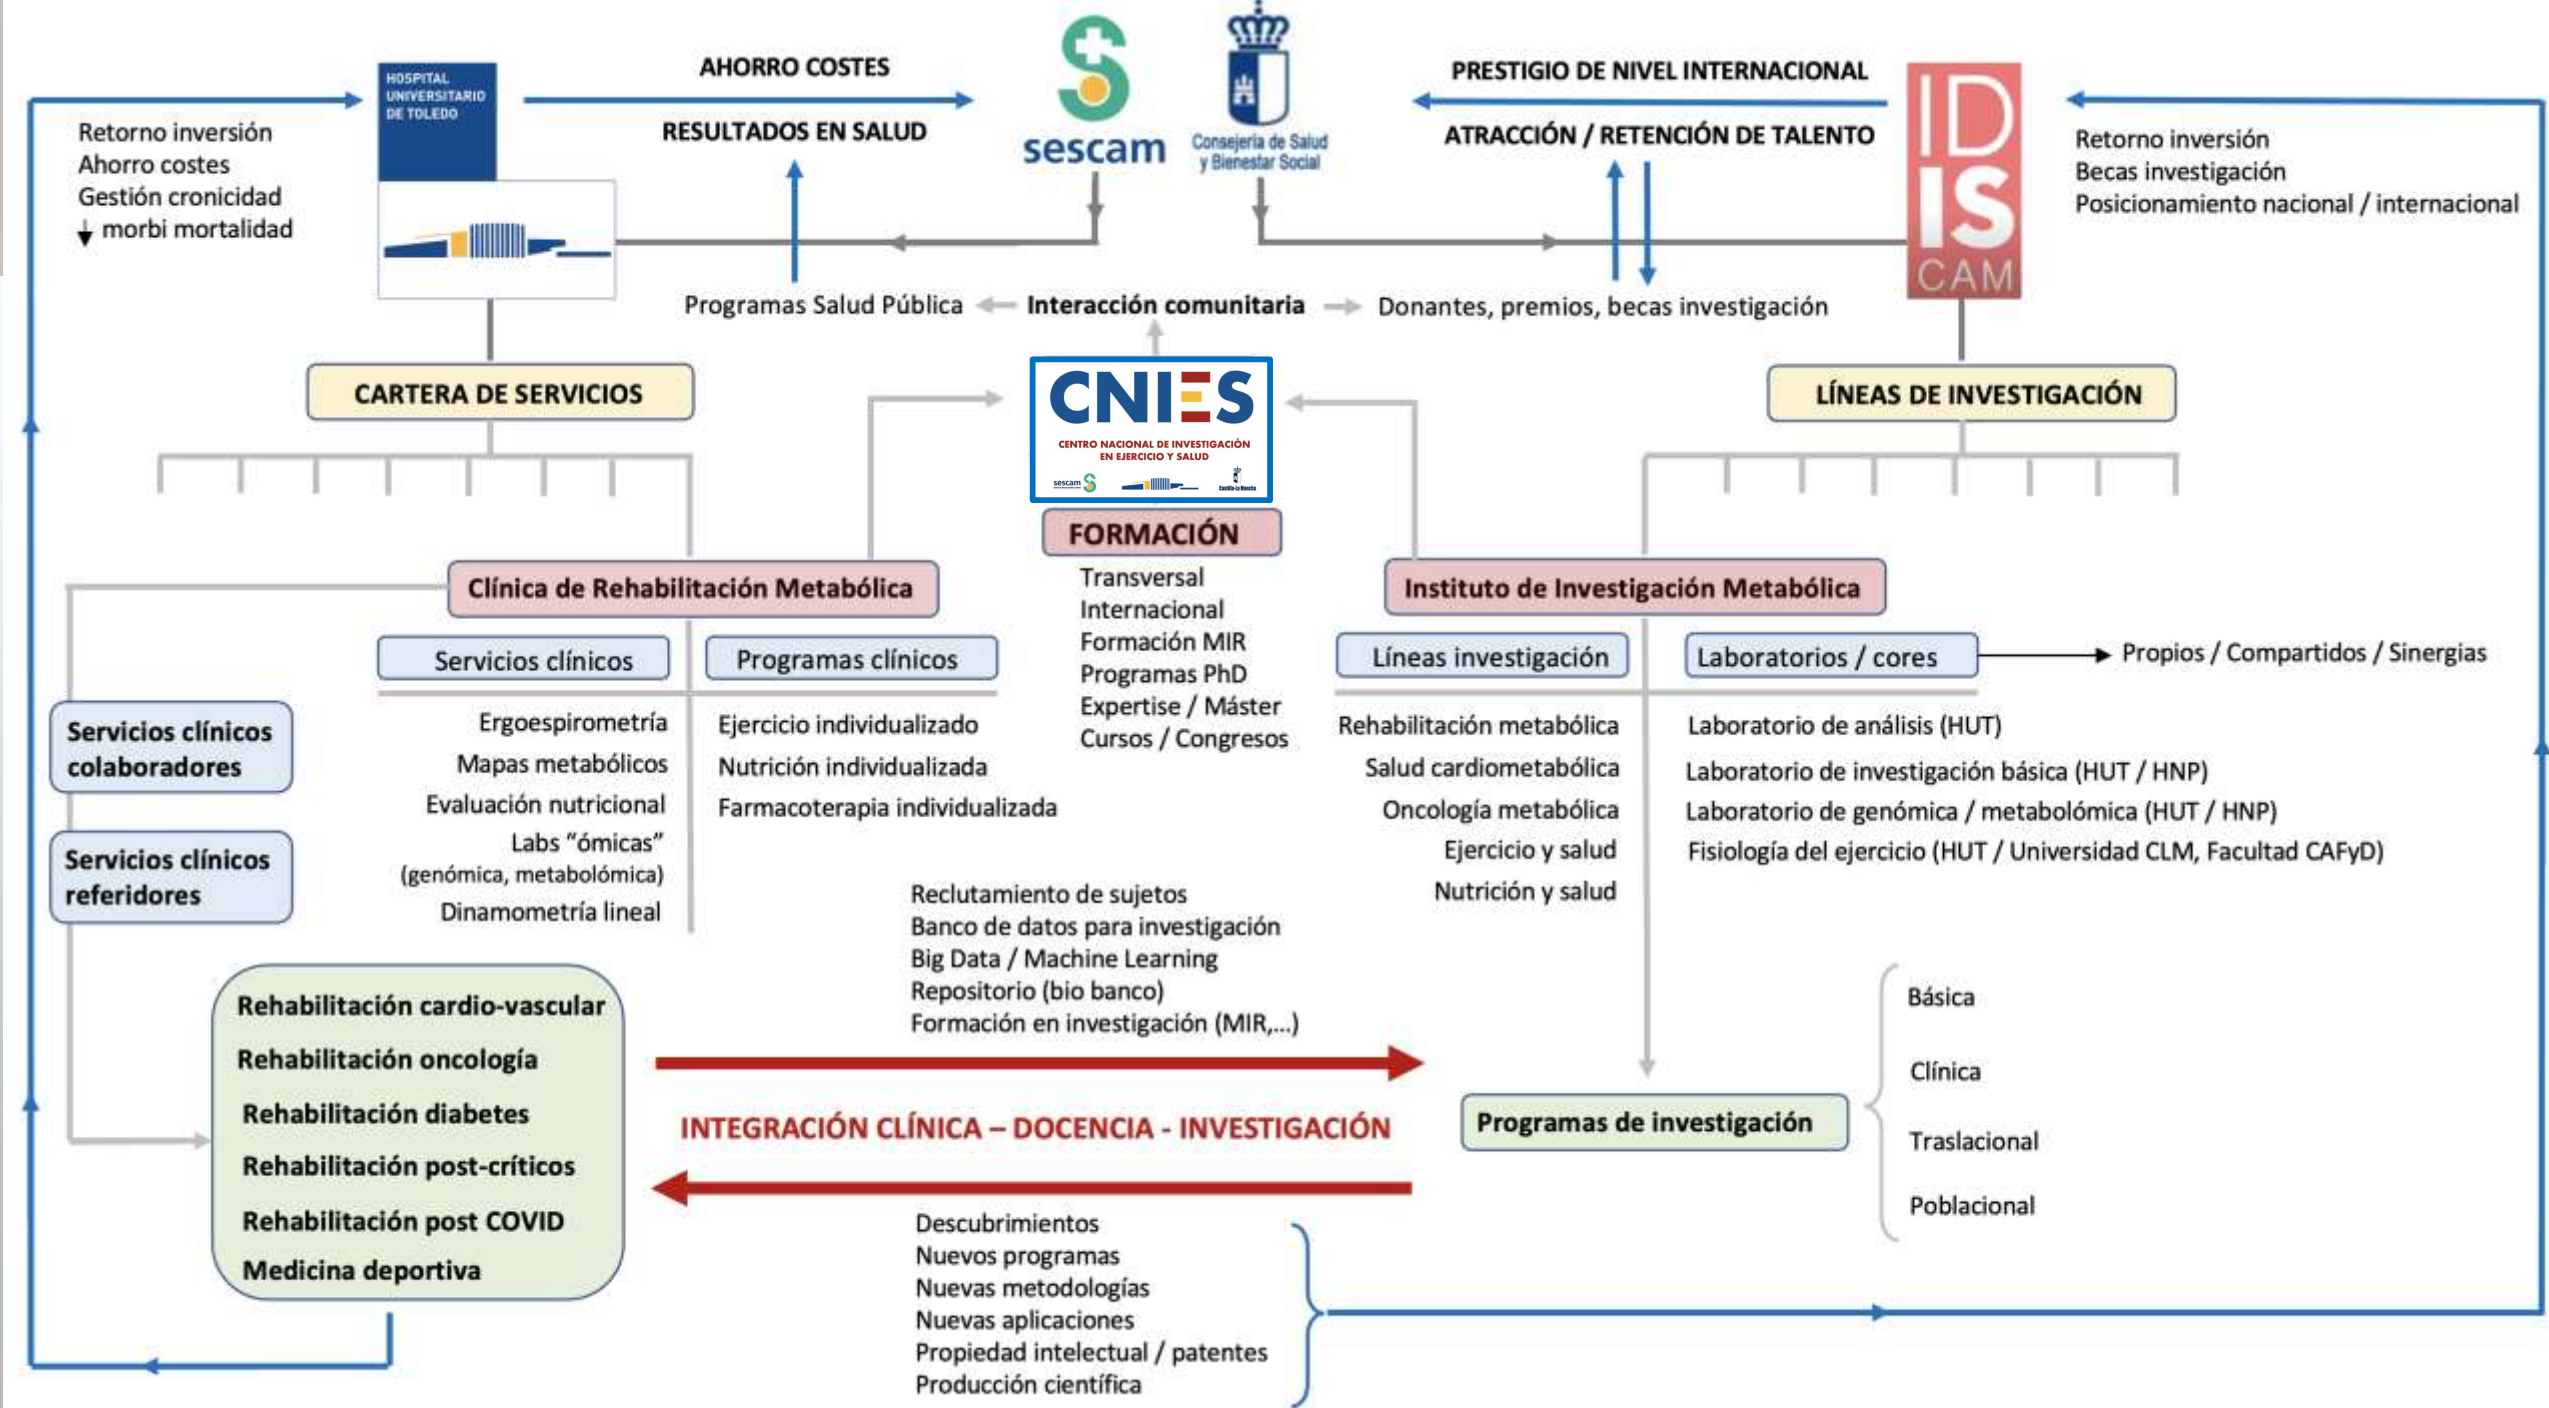 HOSPITAL
UNIVERSITARIO
DE TOLEDO
Retorno inversión
Ahorro costes
Gestión cronicidad
↓ morbi mortalidad
AHORRO COSTES
RESULTADOS EN SALUD
sescam
Consejería de Salud
y Bienestar Social
PRESTIGIO DE NIVEL INTERNACIONAL
ATRACCIÓN / RETENCIÓN DE TALENTO
ID
IS
CAM
Retorno inversión
Becas investigación
Posicionamiento nacional / internacional
Programas Salud Pública
Interacción comunitaria
Donantes, premios, becas investigación
CARTERA DE SERVICIOS
CNIES
CENTRO NACIONAL DE INVESTIGACIÓN
EN EJERCICIO Y SALUD
sescam
Castilla-La Mancha
LÍNEAS DE INVESTIGACIÓN
FORMACIÓN
Transversal
Internacional
Formación MIR
Programas PhD
Expertise / Máster
Cursos / Congresos
Clínica de Rehabilitación Metabólica
Servicios clínicos
Programas clínicos
Ergoespirometría
Mapas metabólicos
Evaluación nutricional
Labs “ómicas”
(genómica, metabolómica)
Dinamometría lineal
Ejercicio individualizado
Nutrición individualizada
Farmacoterapia individualizada
Instituto de Investigación Metabólica
Líneas investigación
Laboratorios / cores
Propios / Compartidos / Sinergias
Rehabilitación metabólica
Salud cardiometabólica
Oncología metabólica
Ejercicio y salud
Nutrición y salud
Laboratorio de análisis (HUT)
Laboratorio de investigación básica (HUT / HNP)
Laboratorio de genómica / metabolómica (HUT / HNP)
Fisiología del ejercicio (HUT / Universidad CLM, Facultad CAFyD)
Servicios clínicos
colaboradores
Servicios clínicos
referidores
Rehabilitación cardio-vascular
Rehabilitación oncología
Rehabilitación diabetes
Rehabilitación post-críticos
Rehabilitación post COVID
Medicina deportiva
Reclutamiento de sujetos
Banco de datos para investigación
Big Data / Machine Learning
Repositorio (bio banco)
Formación en investigación (MIR,...)
INTEGRACIÓN CLÍNICA – DOCENCIA - INVESTIGACIÓN
Descubrimientos
Nuevos programas
Nuevas metodologías
Nuevas aplicaciones
Propiedad intelectual / patentes
Producción científica
Programas de investigación
Básica
Clínica
Traslacional
Poblacional